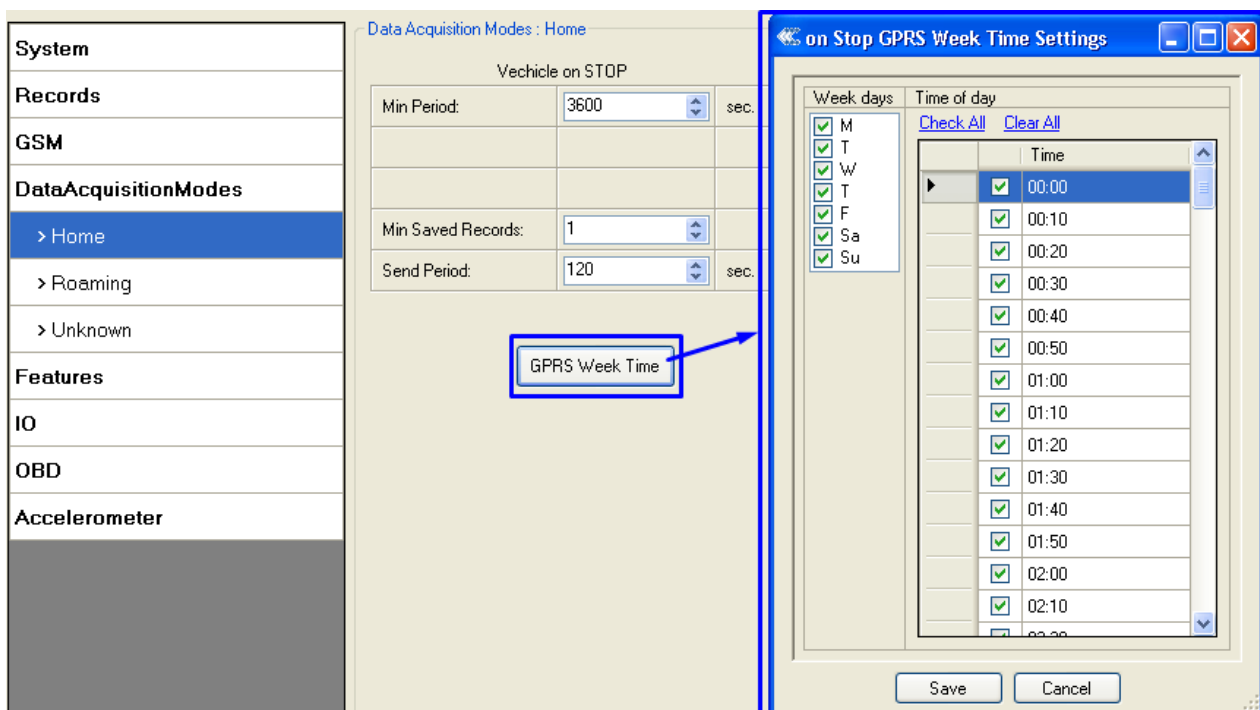 System
Records
GSM
DataAcquisitionModes
> Home
> Roaming
> Unknown
Features
IO
OBD
Accelerometer
Data Acquisition Modes : Home
Vechicle on STOP
Min Period: 3600 sec.
Min Saved Records: 1
Send Period: 120 sec.
GPRS Week Time
on Stop GPRS Week Time Settings
Week days
M
T
W
T
F
Sa
Su
Time of day
Check All Clear All
Time
00:00
00:10
00:20
00:30
00:40
00:50
01:00
01:10
01:20
01:30
01:40
01:50
02:00
02:10
Save Cancel